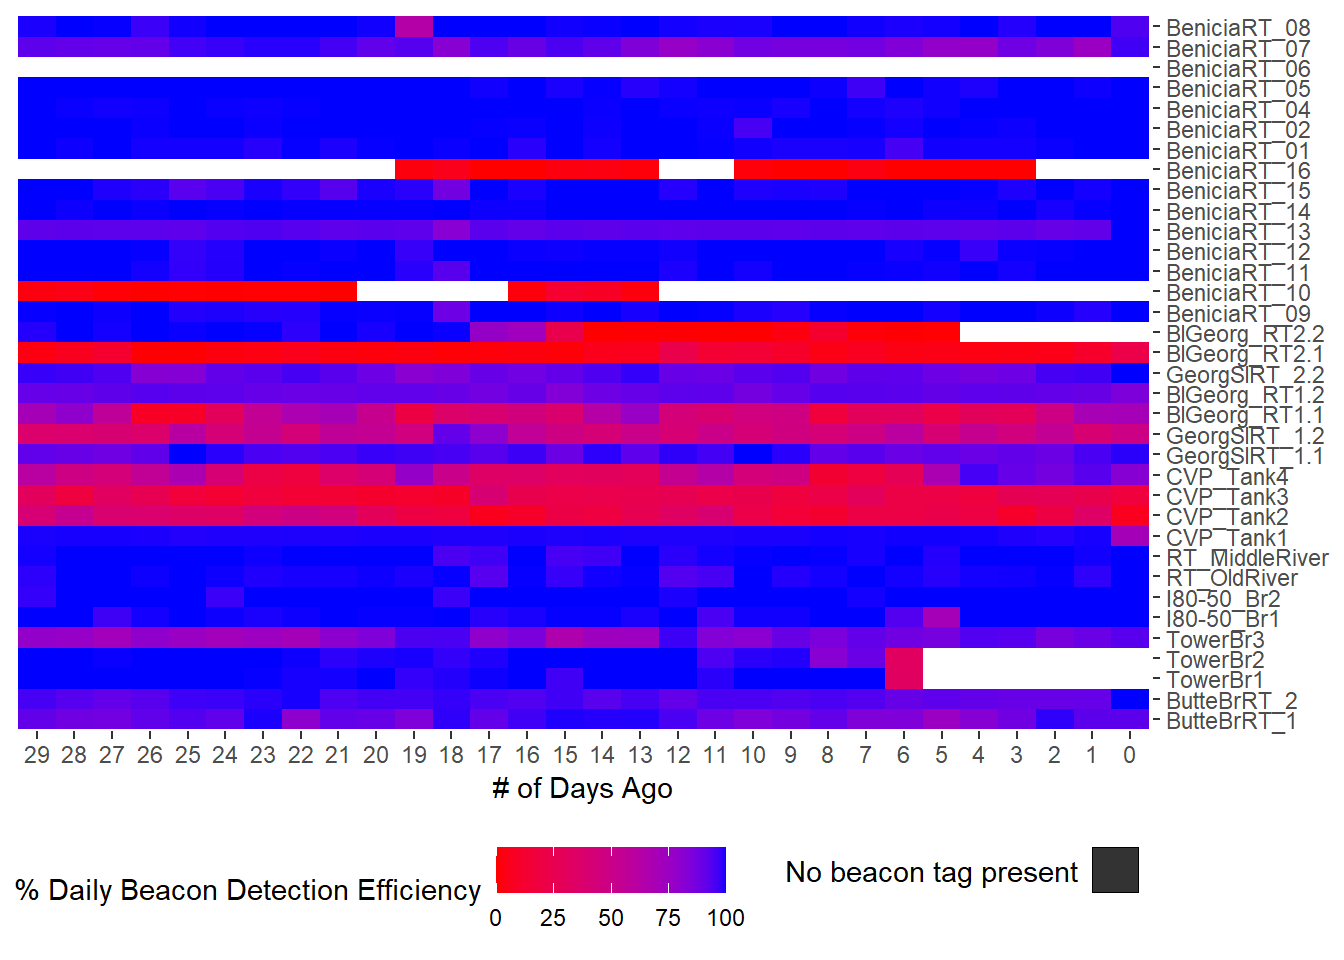 BeniciaRT_08
BeniciaRT_07
BeniciaRT_06
BeniciaRT_05
BeniciaRT_04
BeniciaRT_02
BeniciaRT_01
BeniciaRT_16
BeniciaRT_15
BeniciaRT_14
BeniciaRT_13
BeniciaRT_12
BeniciaRT_11
BeniciaRT_10
BeniciaRT_09
BlGeorg_RT2.2
BlGeorg_RT2.1
GeorgSlRT_2.2
BlGeorg_RT1.2
BlGeorg_RT1.1
GeorgSlRT_1.2
GeorgSlRT_1.1
CVP_Tank4
CVP_Tank3
CVP_Tank2
CVP_Tank1
RT_MiddleRiver
RT_OldRiver
I80-50_Br2
I80-50_Br1
TowerBr3
TowerBr2
TowerBr1
ButteBrRT_2
ButteBrRT_1
29 28 27 26 25 24 23 22 21 20 19 18 17 16 15 14 13 12 11 10 9 8 7 6 5 4 3 2 1 0
# of Days Ago
% Daily Beacon Detection Efficiency
0 25 50 75 100
No beacon tag present